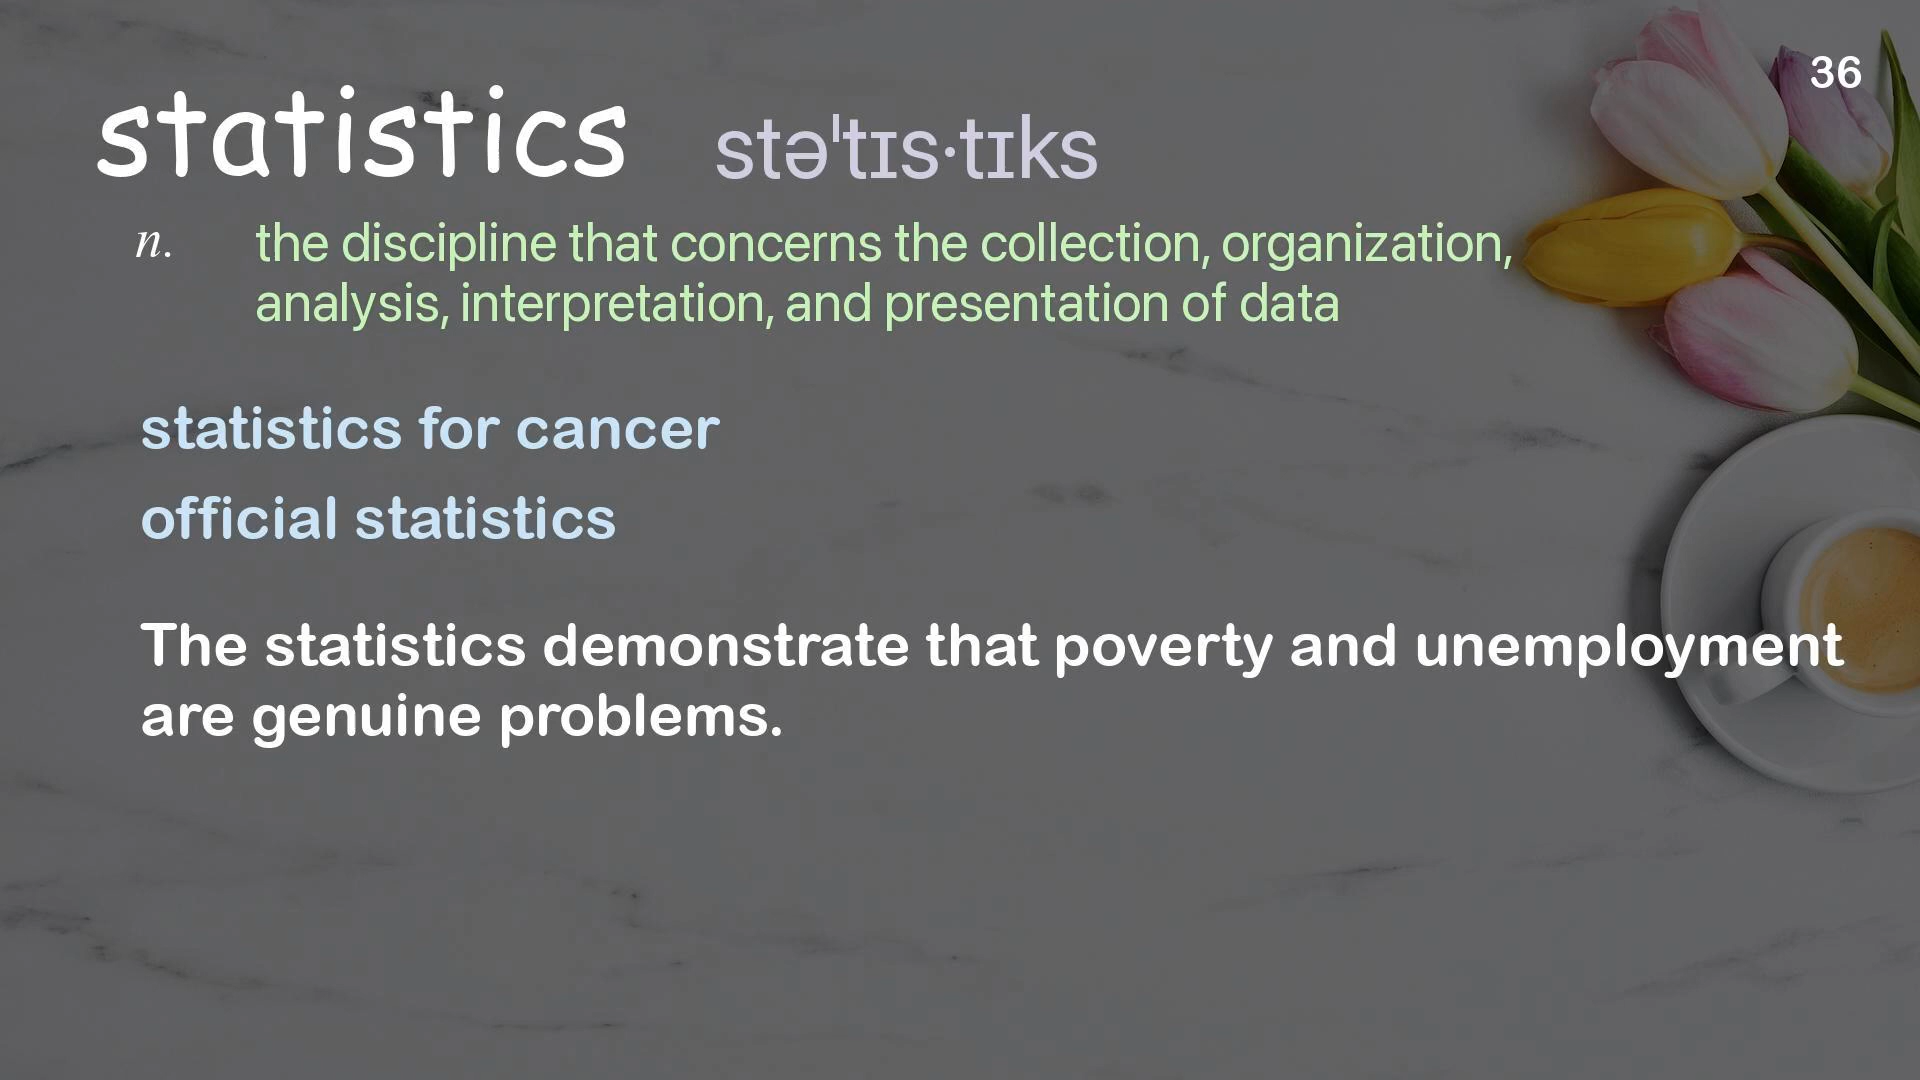 36
statistics stəˈtɪs·tɪks
n. the discipline that concerns the collection, organization,
analysis, interpretation, and presentation of data
statistics for cancer
official statistics
The statistics demonstrate that poverty and unemployment
are genuine problems.